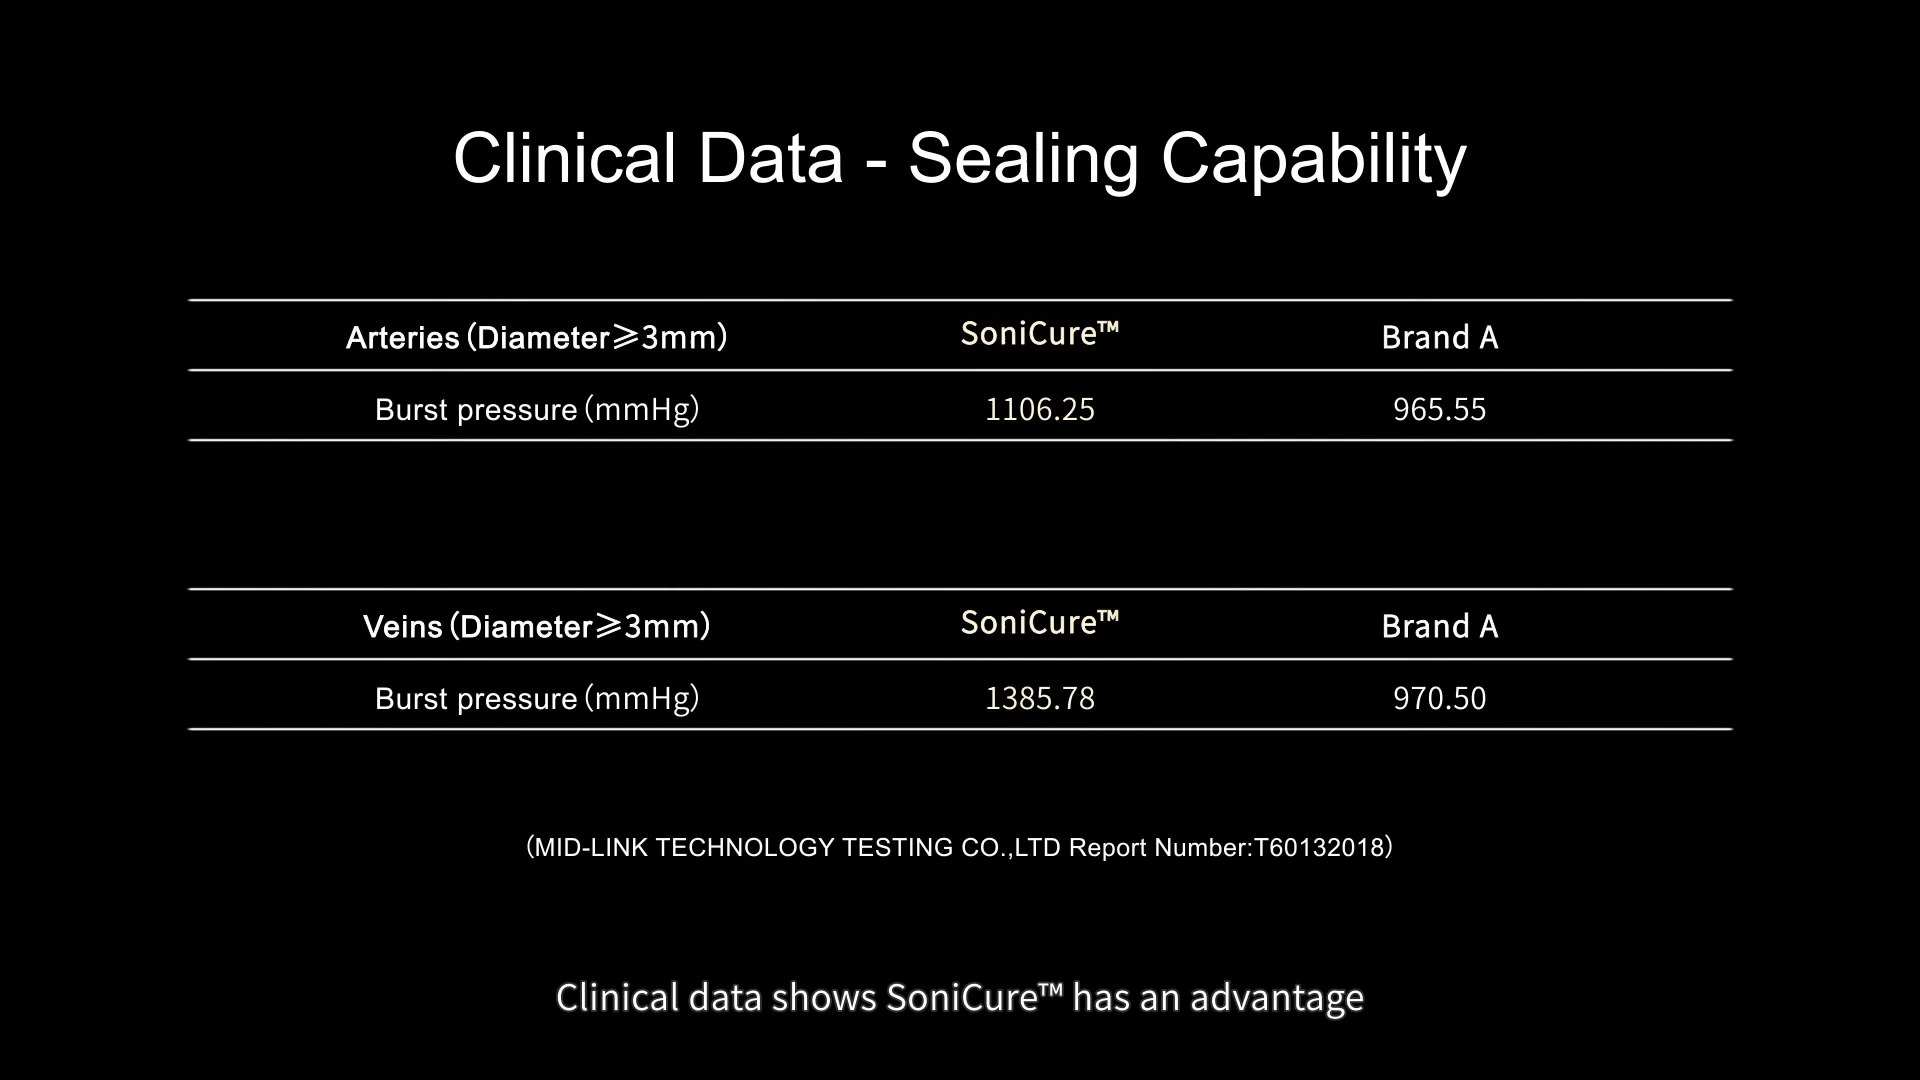 Clinical Data - Sealing Capability
Arteries（Diameter≥3mm） SoniCure™ Brand A
Burst pressure（mmHg） 1106.25 965.55
Veins（Diameter≥3mm） SoniCure™ Brand A
Burst pressure（mmHg） 1385.78 970.50
（MID-LINK TECHNOLOGY TESTING CO.,LTD Report Number:T60132018）
Clinical data shows SoniCure™ has an advantage